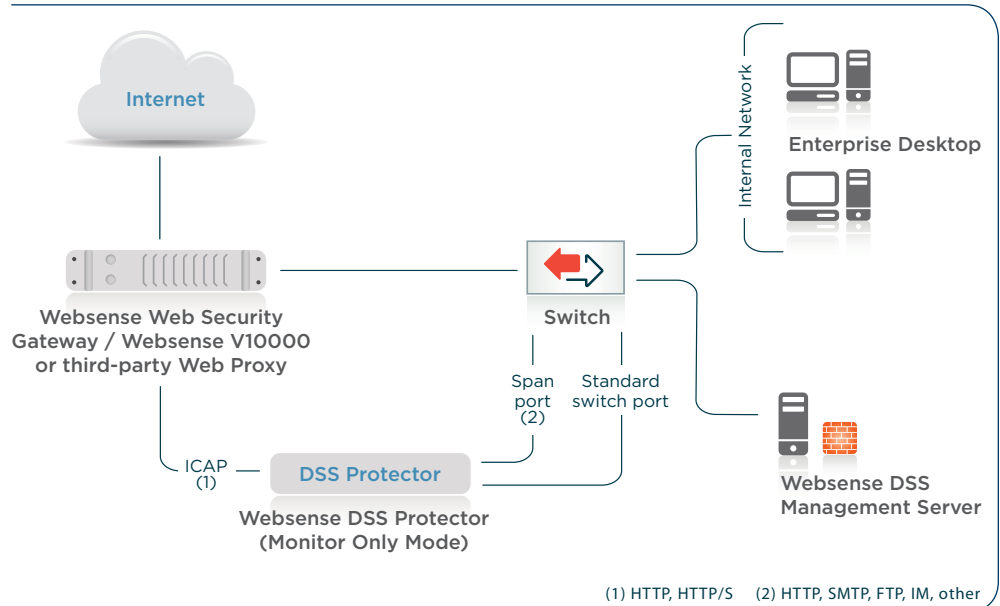 Internet
Internal Network
Enterprise Desktop
Websense Web Security
Gateway / Websense V10000
or third-party Web Proxy
Switch
Span
port
(2)
Standard
switch port
ICAP
(1)
DSS Protector
Websense DSS Protector
(Monitor Only Mode)
Websense DSS
Management Server
(1) HTTP, HTTP/S (2) HTTP, SMTP, FTP, IM, other